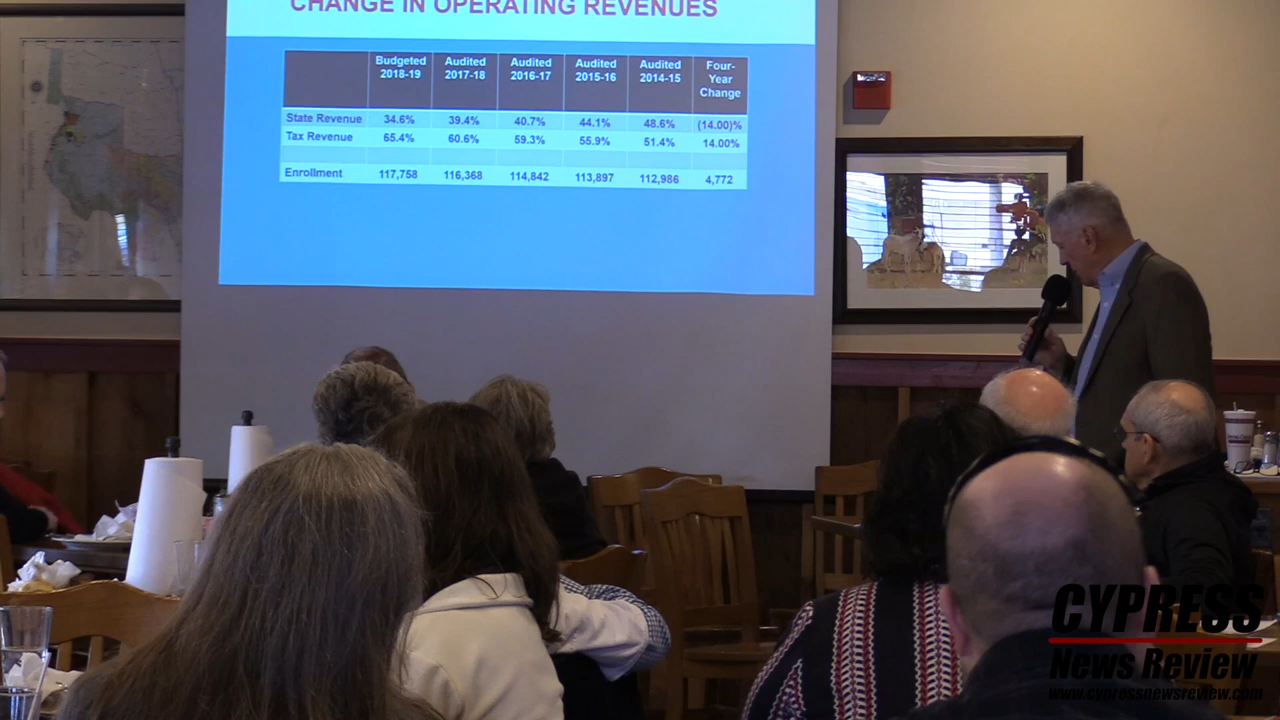 CHANGE IN OPERATING REVENUES
Budgeted 2018-19 Audited 2017-18 Audited 2016-17 Audited 2015-16 Audited 2014-15 Four-Year Change
State Revenue 34.6% 39.4% 40.7% 44.1% 48.6% (14.00)%
Tax Revenue 65.4% 60.6% 59.3% 55.9% 51.4% 14.00%
Enrollment 117,758 116,368 114,842 113,897 112,986 4,772
CYPRESS
News Review
www.cypressnewsreview.com